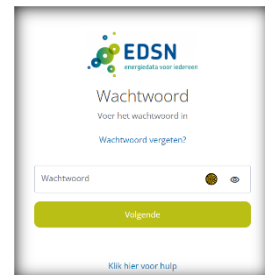 EDSN
energiedata voor iedereen
Wachtwoord
Voer het wachtwoord in
Wachtwoord vergeten?
Wachtwoord
Volgende
Klik hier voor hulp